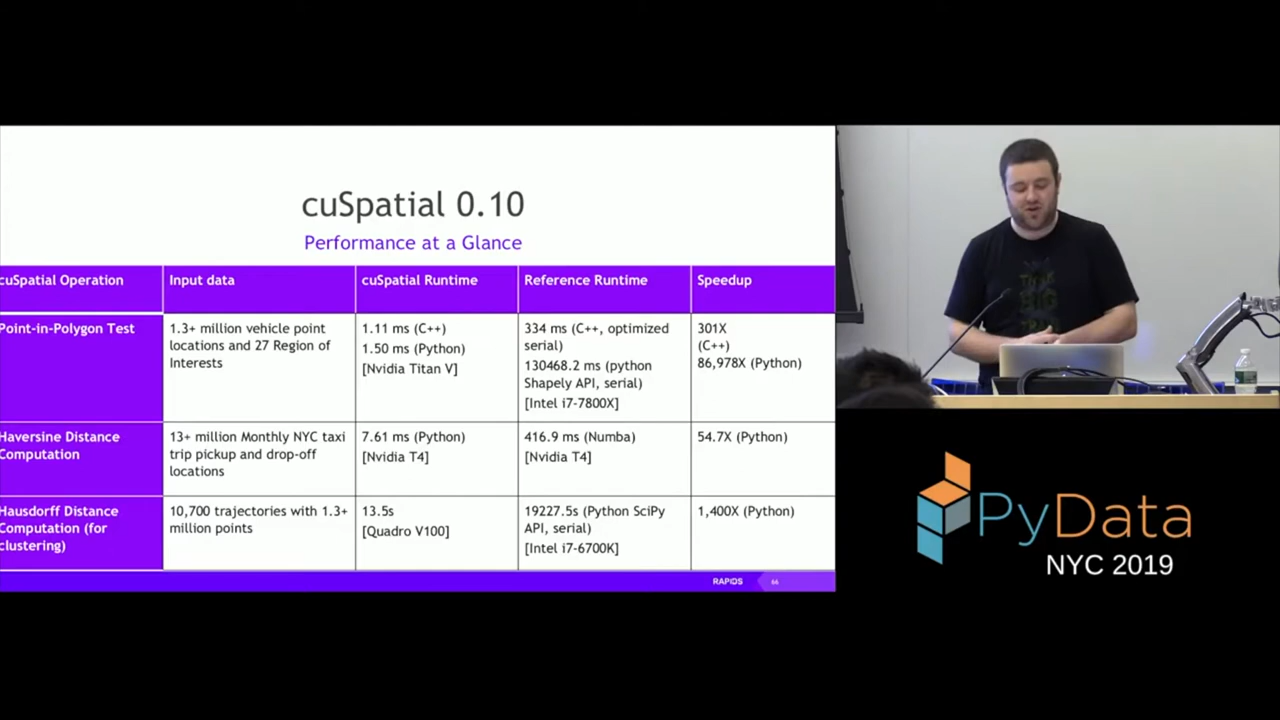 cuSpatial 0.10
Performance at a Glance
cuSpatial Operation
Input data
cuSpatial Runtime
Reference Runtime
Speedup
Point-in-Polygon Test
1.3+ million vehicle point
locations and 27 Region of
Interests
1.11 ms (C++)
1.50 ms (Python)
[Nvidia Titan V]
334 ms (C++, optimized
serial)
130468.2 ms (python
Shapely API, serial)
[Intel i7-7800X]
301X
(C++)
86,978X (Python)
Haversine Distance
Computation
13+ million Monthly NYC taxi
trip pickup and drop-off
locations
7.61 ms (Python)
[Nvidia T4]
416.9 ms (Numba)
[Nvidia T4]
54.7X (Python)
Hausdorff Distance
Computation (for
clustering)
10,700 trajectories with 1.3+
million points
13.5s
[Quadro V100]
19227.5s (Python SciPy
API, serial)
[Intel i7-6700K]
1,400X (Python)
RAPIDS
66
PyData
NYC 2019